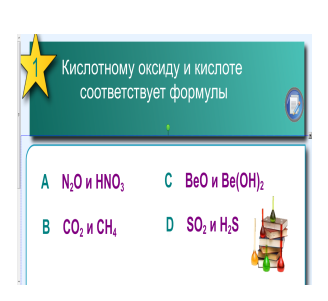 1
Кислотному оксиду и кислоте
соответствует формулы
A N₂O и HNO₃
C BeO и Be(OH)₂
B CO₂ и CH₄
D SO₂ и H₂S